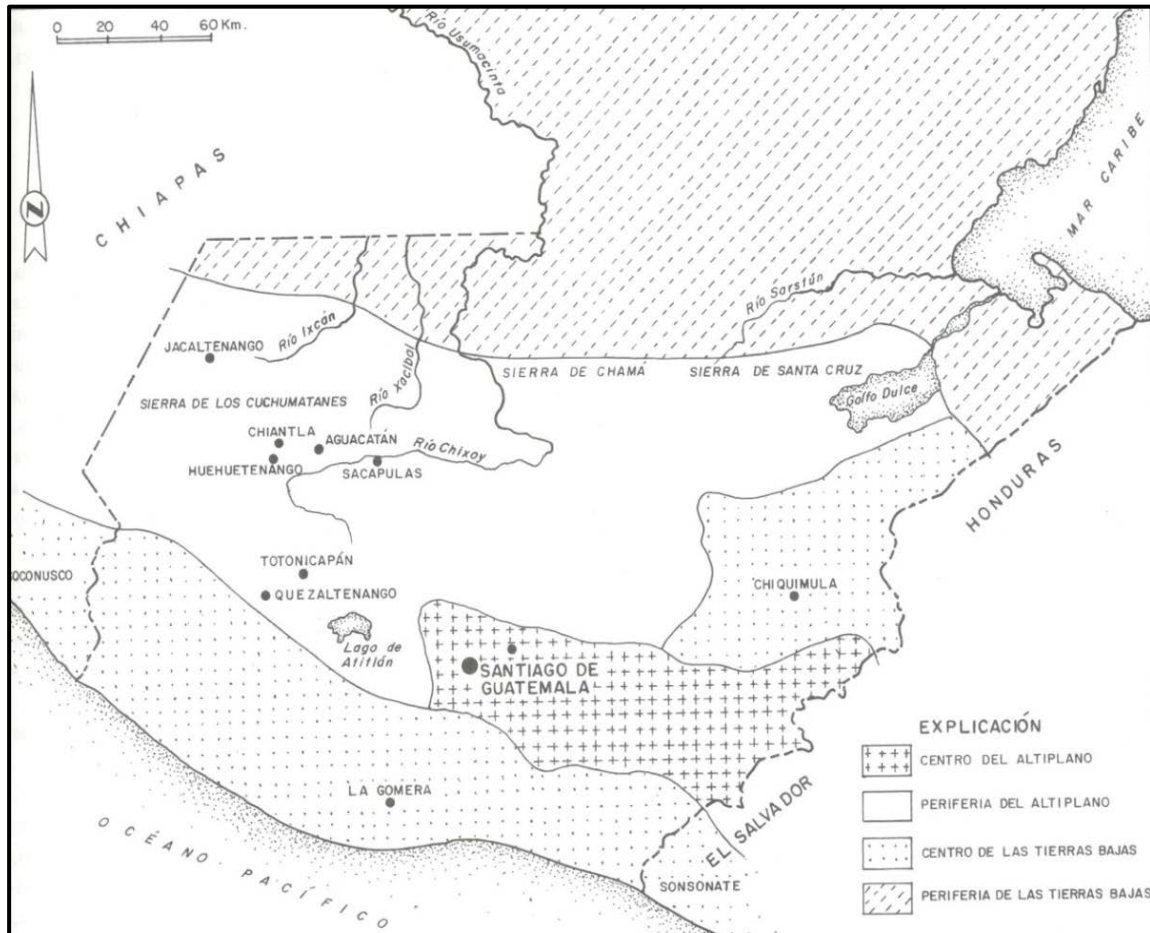 0 20 40 60 Km.
Río Usumacinta
CHIAPAS
N
MAR CARIBE
Río Sarstún
Río Ixcán
JACALTENANGO
Río Xaclbal
SIERRA DE CHAMÁ
SIERRA DE SANTA CRUZ
SIERRA DE LOS CUCHUMATANES
Golfo Dulce
CHIANTLA
AGUACATÁN
Río Chixoy
HUEHUETENANGO
SACAPULAS
HONDURAS
TOTONICAPÁN
OCONUSCO
CHIQUIMULA
QUEZALTENANGO
Lago de
Atitlán
SANTIAGO DE
GUATEMALA
EXPLICACIÓN
CENTRO DEL ALTIPLANO
LA GOMERA
PERIFERIA DEL ALTIPLANO
EL SALVADOR
OCÉANO PACÍFICO
CENTRO DE LAS TIERRAS BAJAS
SONSONATE
PERIFERIA DE LAS TIERRAS BAJAS